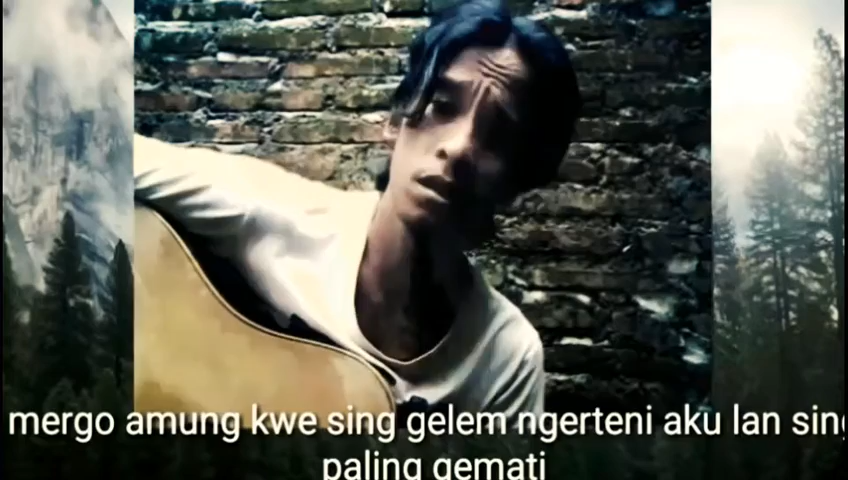 mergo amung kwe sing gelem ngerteni aku lan sing
paling gemati